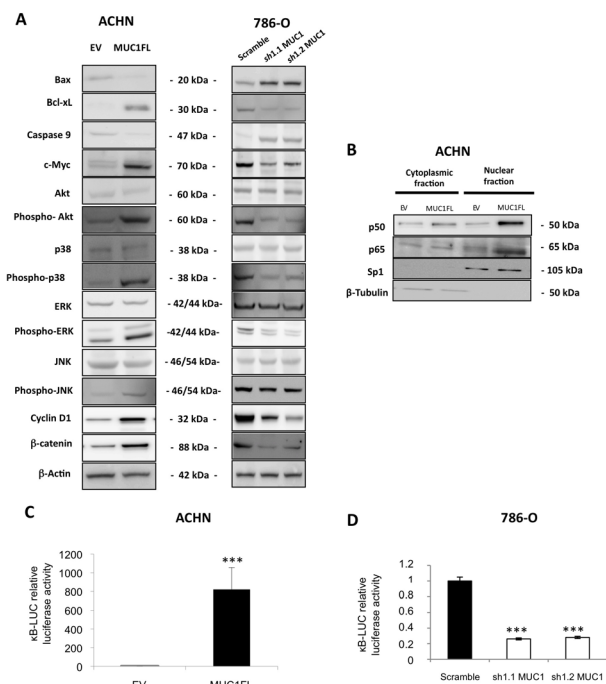 A
ACHN
EV MUC1FL
786-O
Scramble sh1.1 MUC1 sh1.2 MUC1
Bax - 20 kDa -
Bcl-xL - 30 kDa -
Caspase 9 - 47 kDa -
c-Myc - 70 kDa -
Akt - 60 kDa -
Phospho- Akt - 60 kDa -
p38 - 38 kDa -
Phospho-p38 - 38 kDa -
ERK - 42/44 kDa-
Phospho-ERK -42/44 kDa-
JNK - 46/54 kDa-
Phospho-JNK - 46/54 kDa-
Cyclin D1 - 32 kDa -
β-catenin - 88 kDa -
β-Actin - 42 kDa -
B
ACHN
Cytoplasmic fraction
Nuclear fraction
EV MUC1FL EV MUC1FL
p50 - 50 kDa
p65 - 65 kDa
Sp1 - 105 kDa
β-Tubulin - 50 kDa
C
ACHN
κB-LUC relative luciferase activity
1200
1000
800
600
400
200
0
***
EV MUC1FL
D
786-O
κB-LUC relative luciferase activity
1.2
1
0.8
0.6
0.4
0.2
0
*** ***
Scramble sh1.1 MUC1 sh1.2 MUC1